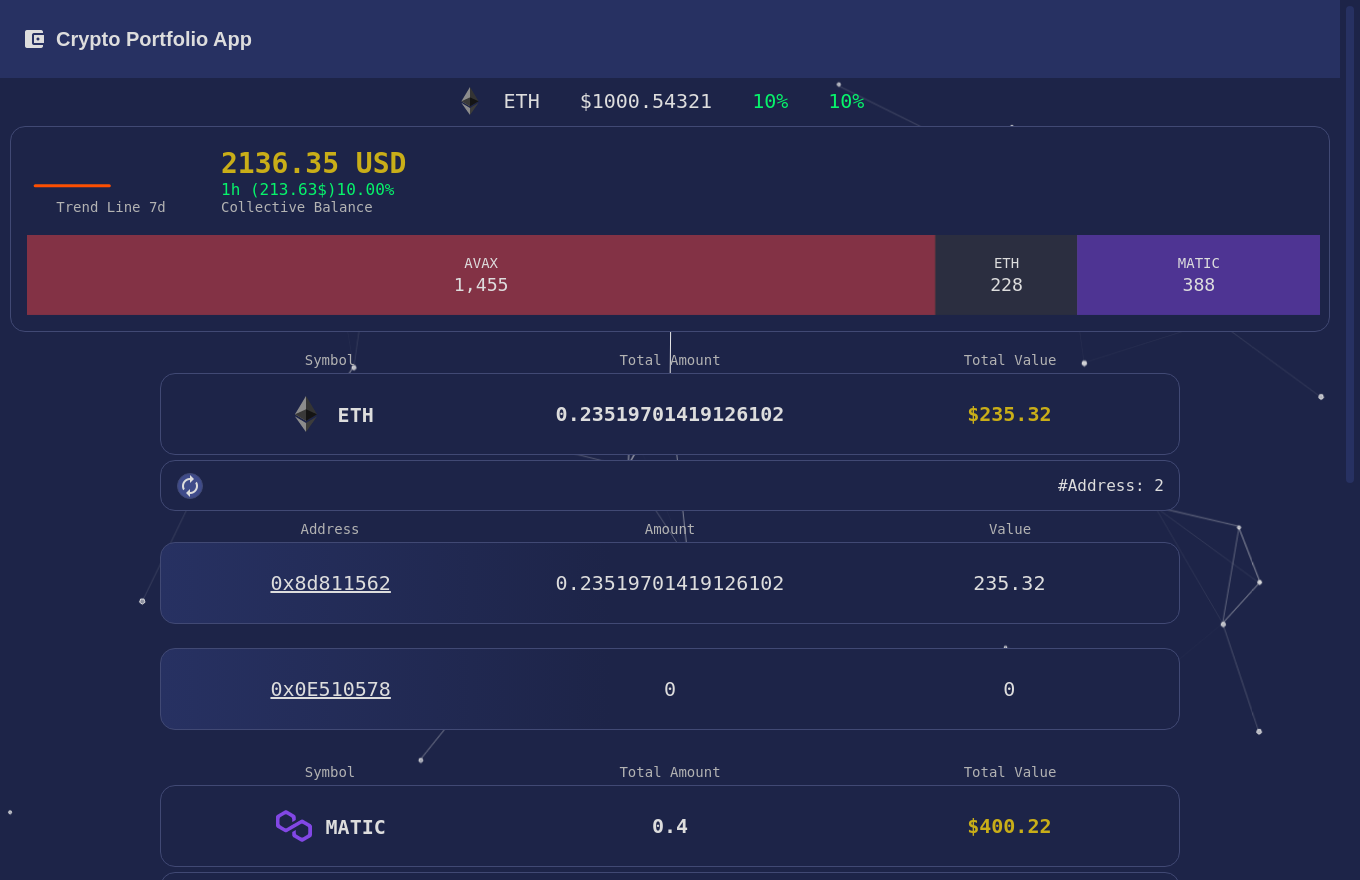 Crypto Portfolio App
ETH $1000.54321 10% 10%
2136.35 USD
1h (213.63$)10.00%
Trend Line 7d Collective Balance
AVAX ETH MATIC
1,455 228 388
Symbol Total Amount Total Value
ETH 0.23519701419126102 $235.32
#Address: 2
Address Amount Value
0x8d811562 0.23519701419126102 235.32
0x0E510578 0 0
Symbol Total Amount Total Value
MATIC 0.4 $400.22